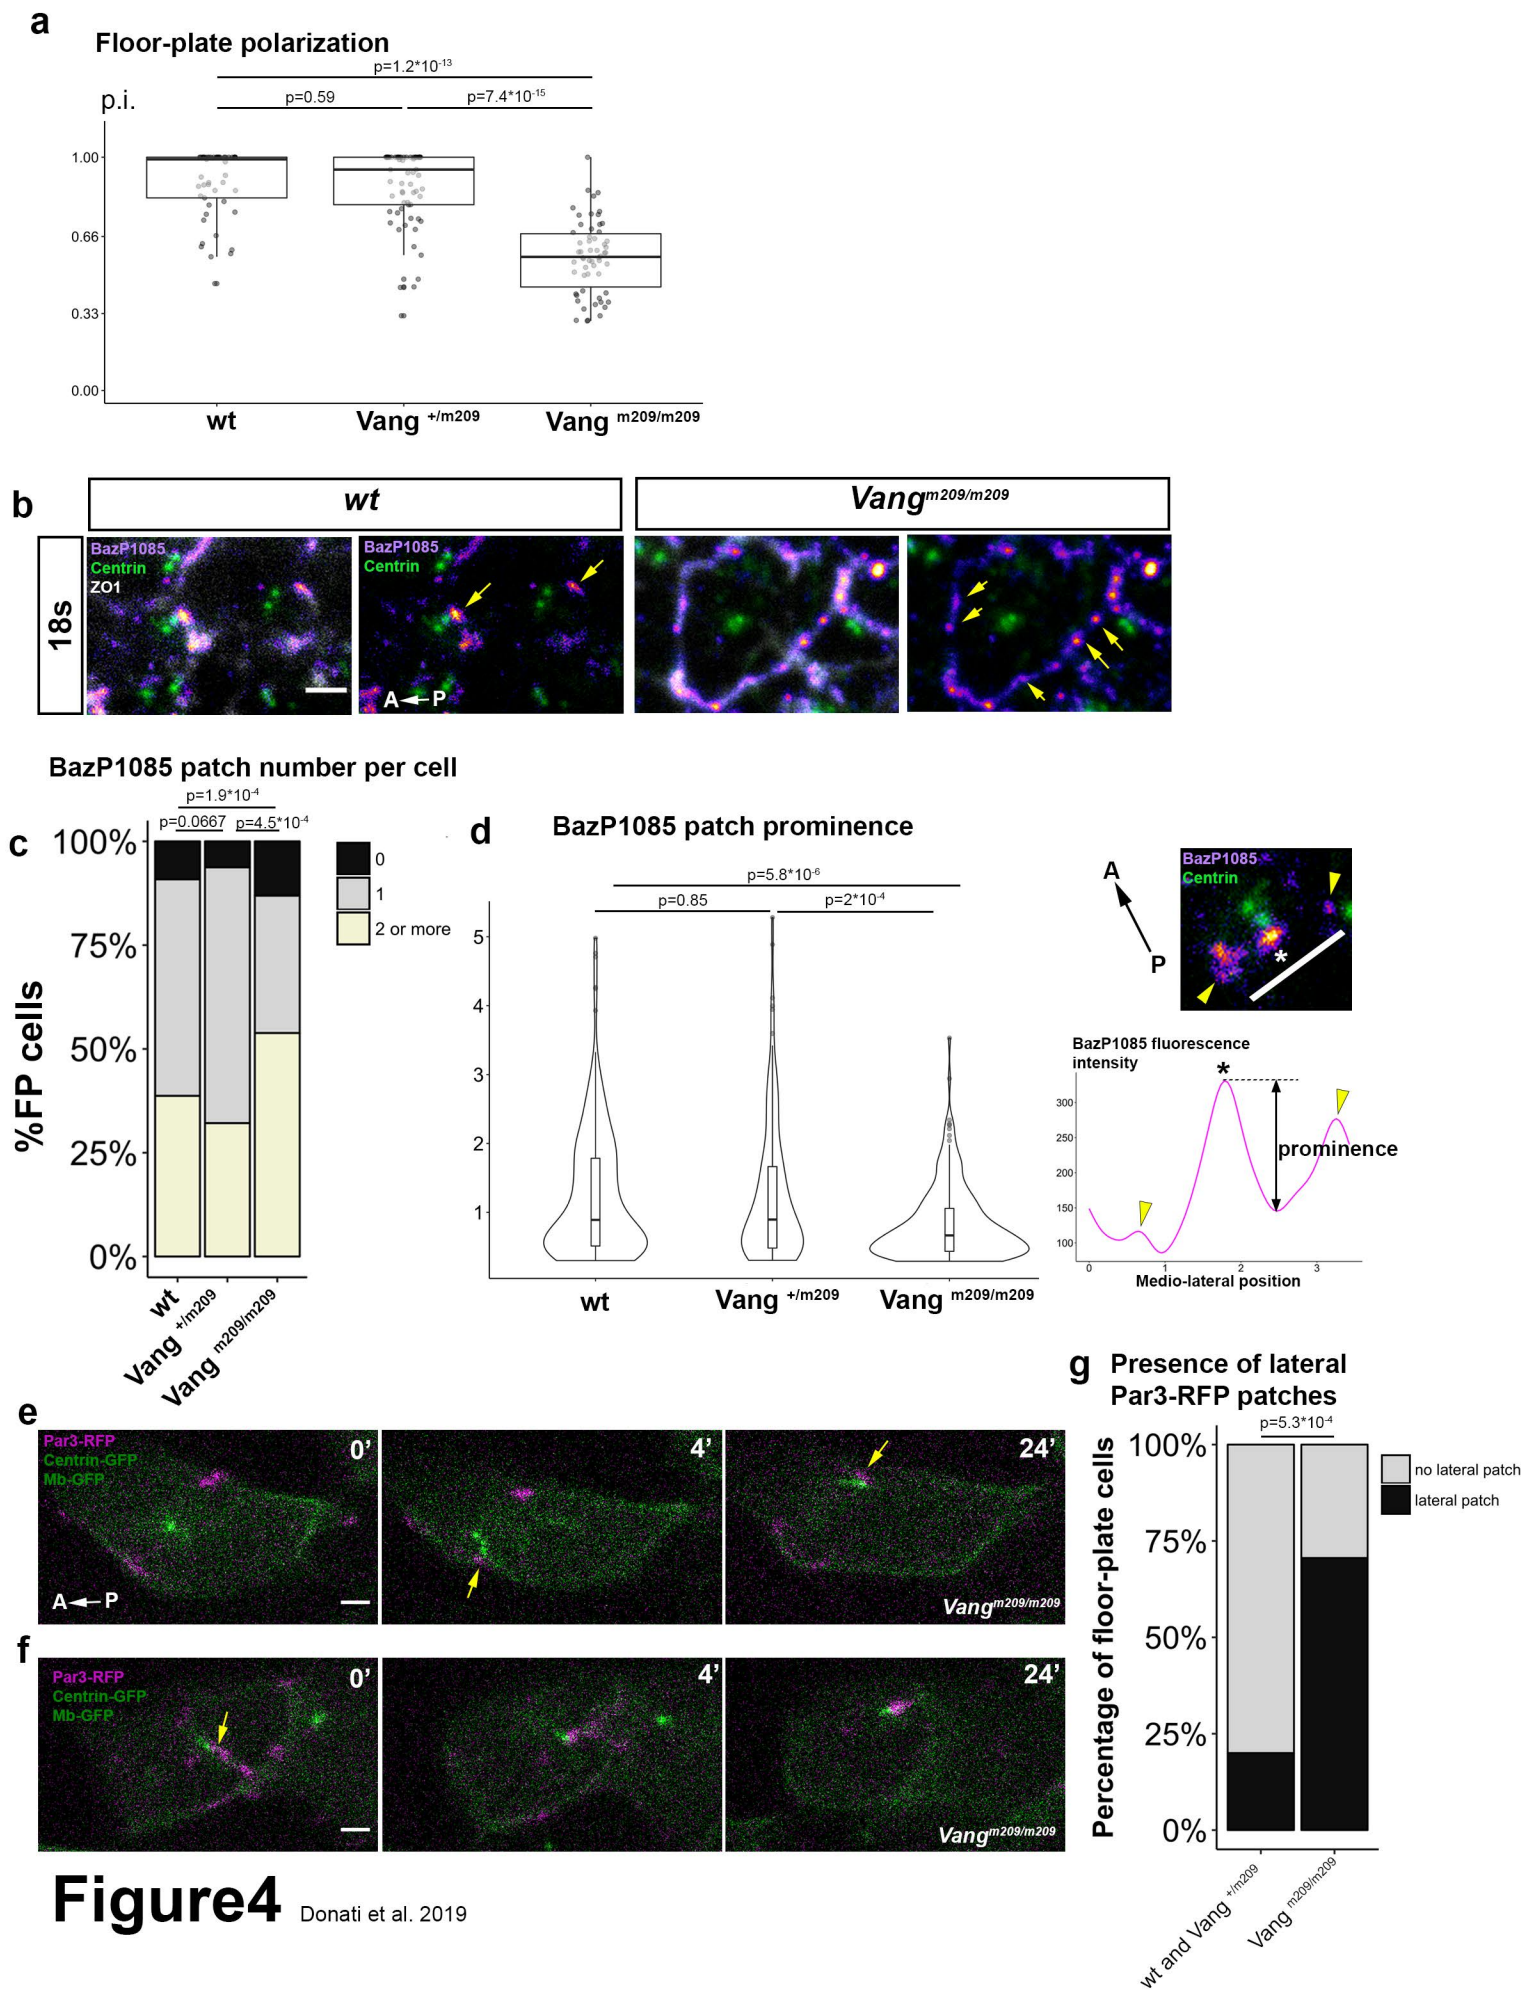 a
Floor-plate polarization
p=1.2*10-13
p=0.59
p=7.4*10-15
p.i.
1.00
0.66
0.33
0.00
wt
Vang +/m209
Vang m209/m209
b
wt
Vangm209/m209
18s
BazP1085
Centrin
ZO1
BazP1085
Centrin
A
P
BazP1085 patch number per cell
p=1.9*10-4
p=0.0667
p=4.5*10-4
c
100%
75%
50%
25%
0%
%FP cells
0
1
2 or more
wt
Vang +/m209
Vang m209/m209
d
BazP1085 patch prominence
p=5.8*10-6
p=0.85
p=2*10-4
5
4
3
2
1
wt
Vang +/m209
Vang m209/m209
A
P
BazP1085
Centrin
*
BazP1085 fluorescence
intensity
*
300
250
200
150
100
prominence
0
1
2
3
Medio-lateral position
e
Par3-RFP
Centrin-GFP
Mb-GFP
0’
4’
24’
A
P
Vangm209/m209
f
Par3-RFP
Centrin-GFP
Mb-GFP
0’
4’
24’
Vangm209/m209
g
Presence of lateral
Par3-RFP patches
p=5.3*10-4
100%
75%
50%
25%
0%
Percentage of floor-plate cells
no lateral patch
lateral patch
wt and Vang +/m209
Vang m209/m209
Figure4
Donati et al. 2019